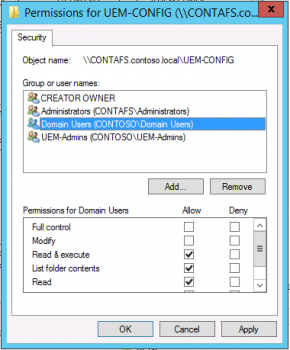 Permissions for UEM-CONFIG (\\CONTAFS.co...
Security
Object name: \\CONTAFS.contoso.local\UEM-CONFIG
Group or user names:
CREATOR OWNER
Administrators (CONTAFS\Administrators)
Domain Users (CONTOSO\Domain Users)
UEM-Admins (CONTOSO\UEM-Admins)
Add... Remove
Permissions for Domain Users Allow Deny
Full control
Modify
Read & execute
List folder contents
Read
OK Cancel Apply